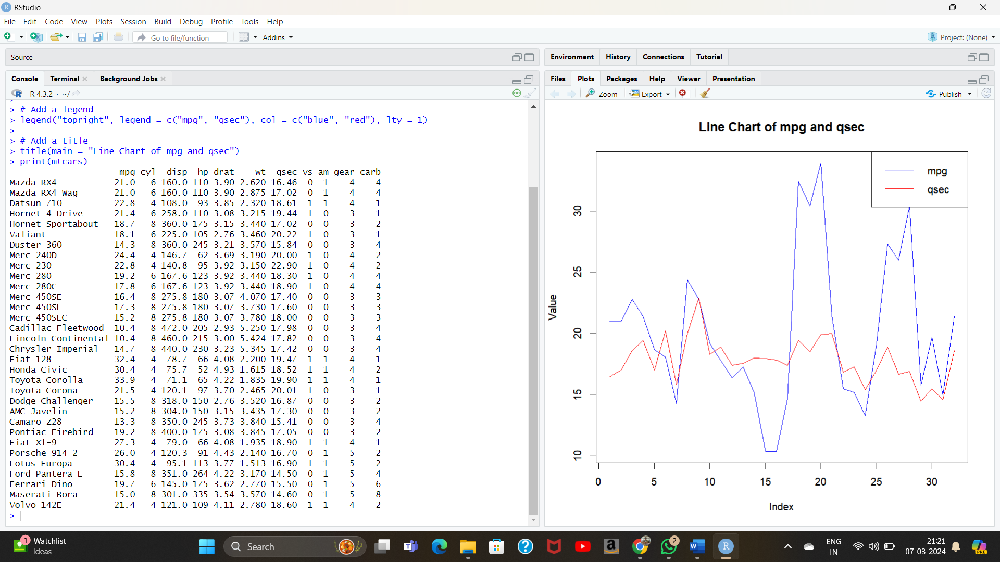 RStudio
File Edit Code View Plots Session Build Debug Profile Tools Help
Go to file/function Addins Project: (None)
Source
Console Terminal Background Jobs
R 4.3.2 · ~/
>
> # Add a legend
> legend("topright", legend = c("mpg", "qsec"), col = c("blue", "red"), lty = 1)
>
> # Add a title
> title(main = "Line Chart of mpg and qsec")
> print(mtcars)
mpg cyl disp hp drat wt qsec vs am gear carb
Mazda RX4 21.0 6 160.0 110 3.90 2.620 16.46 0 1 4 4
Mazda RX4 Wag 21.0 6 160.0 110 3.90 2.875 17.02 0 1 4 4
Datsun 710 22.8 4 108.0 93 3.85 2.320 18.61 1 1 4 1
Hornet 4 Drive 21.4 6 258.0 110 3.08 3.215 19.44 1 0 3 1
Hornet Sportabout 18.7 8 360.0 175 3.15 3.440 17.02 0 0 3 2
Valiant 18.1 6 225.0 105 2.76 3.460 20.22 1 0 3 1
Duster 360 14.3 8 360.0 245 3.21 3.570 15.84 0 0 3 4
Merc 240D 24.4 4 146.7 62 3.69 3.190 20.00 1 0 4 2
Merc 230 22.8 4 140.8 95 3.92 3.150 22.90 1 0 4 2
Merc 280 19.2 6 167.6 123 3.92 3.440 18.30 1 0 4 4
Merc 280C 17.8 6 167.6 123 3.92 3.440 18.90 1 0 4 4
Merc 450SE 16.4 8 275.8 180 3.07 4.070 17.40 0 0 3 3
Merc 450SL 17.3 8 275.8 180 3.07 3.730 17.60 0 0 3 3
Merc 450SLC 15.2 8 275.8 180 3.07 3.780 18.00 0 0 3 3
Cadillac Fleetwood 10.4 8 472.0 205 2.93 5.250 17.98 0 0 3 4
Lincoln Continental 10.4 8 460.0 215 3.00 5.424 17.82 0 0 3 4
Chrysler Imperial 14.7 8 440.0 230 3.23 5.345 17.42 0 0 3 4
Fiat 128 32.4 4 78.7 66 4.08 2.200 19.47 1 1 4 1
Honda Civic 30.4 4 75.7 52 4.93 1.615 18.52 1 1 4 2
Toyota Corolla 33.9 4 71.1 65 4.22 1.835 19.90 1 1 4 1
Toyota Corona 21.5 4 120.1 97 3.70 2.465 20.01 1 0 3 1
Dodge Challenger 15.5 8 318.0 150 2.76 3.520 16.87 0 0 3 2
AMC Javelin 15.2 8 304.0 150 3.15 3.435 17.30 0 0 3 2
Camaro Z28 13.3 8 350.0 245 3.73 3.840 15.41 0 0 3 4
Pontiac Firebird 19.2 8 400.0 175 3.08 3.845 17.05 0 0 3 2
Fiat X1-9 27.3 4 79.0 66 4.08 1.935 18.90 1 1 4 1
Porsche 914-2 26.0 4 120.3 91 4.43 2.140 16.70 0 1 5 2
Lotus Europa 30.4 4 95.1 113 3.77 1.513 16.90 1 1 5 2
Ford Pantera L 15.8 8 351.0 264 4.22 3.170 14.50 0 1 5 4
Ferrari Dino 19.7 6 145.0 175 3.62 2.770 15.50 0 1 5 6
Maserati Bora 15.0 8 301.0 335 3.54 3.570 14.60 0 1 5 8
Volvo 142E 21.4 4 121.0 109 4.11 2.780 18.60 1 1 4 2
>
Environment History Connections Tutorial
Files Plots Packages Help Viewer Presentation
Zoom Export Publish
Line Chart of mpg and qsec
mpg
qsec
30
25
20
15
10
Value
0 5 10 15 20 25 30
Index
1 Watchlist
Ideas
Search
2
ENG
IN
21:21
07-03-2024
PRE